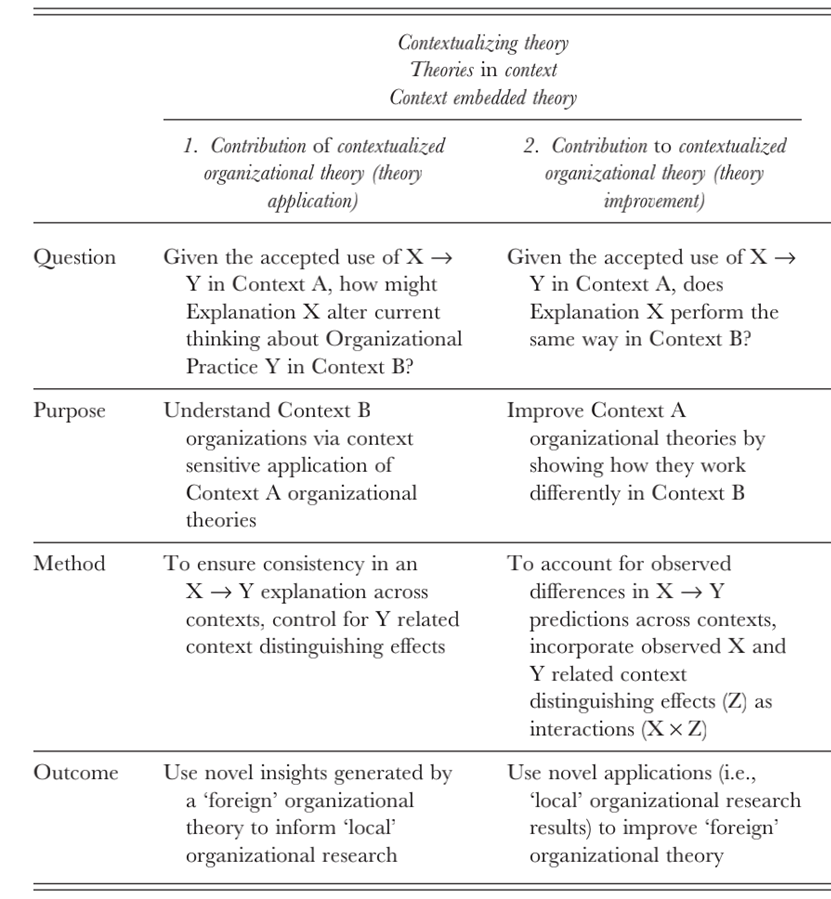 Contextualizing theory
Theories in context
Context embedded theory
1. Contribution of contextualized
organizational theory (theory
application)
2. Contribution to contextualized
organizational theory (theory
improvement)
Question
Given the accepted use of X →
Y in Context A, how might
Explanation X alter current
thinking about Organizational
Practice Y in Context B?
Given the accepted use of X →
Y in Context A, does
Explanation X perform the
same way in Context B?
Purpose
Understand Context B
organizations via context
sensitive application of
Context A organizational
theories
Improve Context A
organizational theories by
showing how they work
differently in Context B
Method
To ensure consistency in an
X → Y explanation across
contexts, control for Y related
context distinguishing effects
To account for observed
differences in X → Y
predictions across contexts,
incorporate observed X and
Y related context
distinguishing effects (Z) as
interactions (X × Z)
Outcome
Use novel insights generated by
a ‘foreign’ organizational
theory to inform ‘local’
organizational research
Use novel applications (i.e.,
‘local’ organizational research
results) to improve ‘foreign’
organizational theory